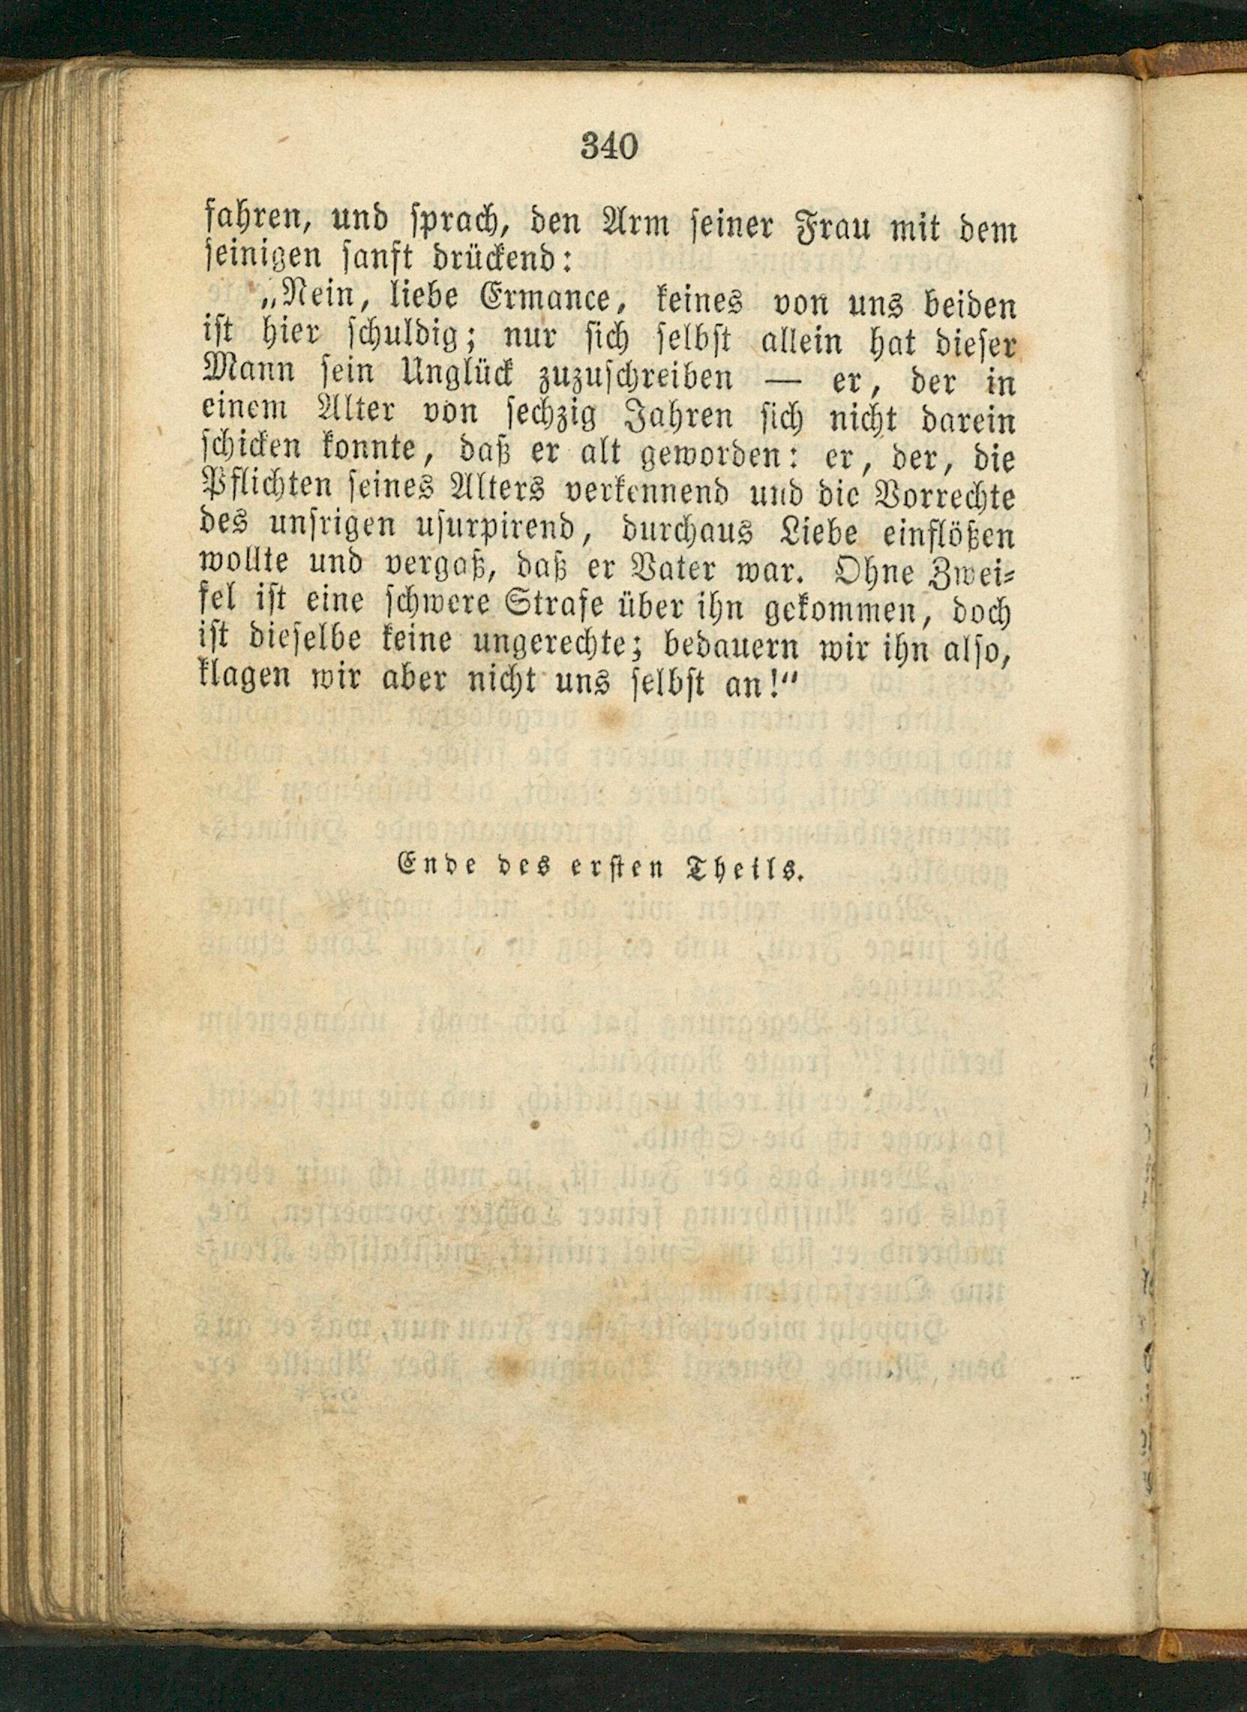 340
fahren, und sprach, den Arm seiner Frau mit dem
seinigen sanft drückend:
„Nein, liebe Ermance, keines von uns beiden
ist hier schuldig; nur sich selbst allein hat dieser
Mann sein Unglück zuzuschreiben — er, der in
einem Alter von sechzig Jahren sich nicht darein
schicken konnte, daß er alt geworden: er, der, die
Pflichten seines Alters verkennend und die Vorrechte
des unsrigen usurpirend, durchaus Liebe einflößen
wollte und vergaß, daß er Vater war. Ohne Zwei-
fel ist eine schwere Strafe über ihn gekommen, doch
ist dieselbe keine ungerechte; bedauern wir ihn also,
klagen wir aber nicht uns selbst an!“
Ende des ersten Theils.